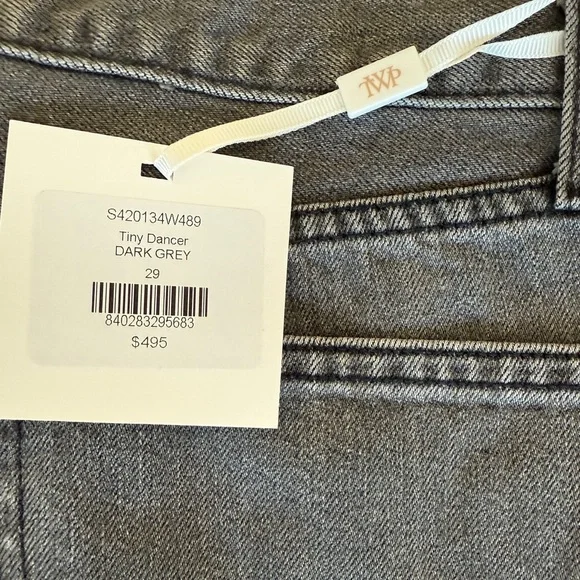 TWP
S420134W489
Tiny Dancer
DARK GREY
29
840283295683
$495